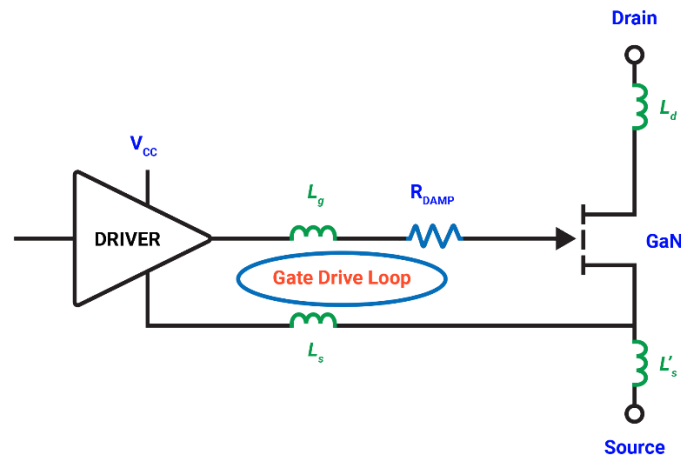 Drain
L_d
V_CC
L_g
R_DAMP
DRIVER
GaN
Gate Drive Loop
L_s
L'_s
Source